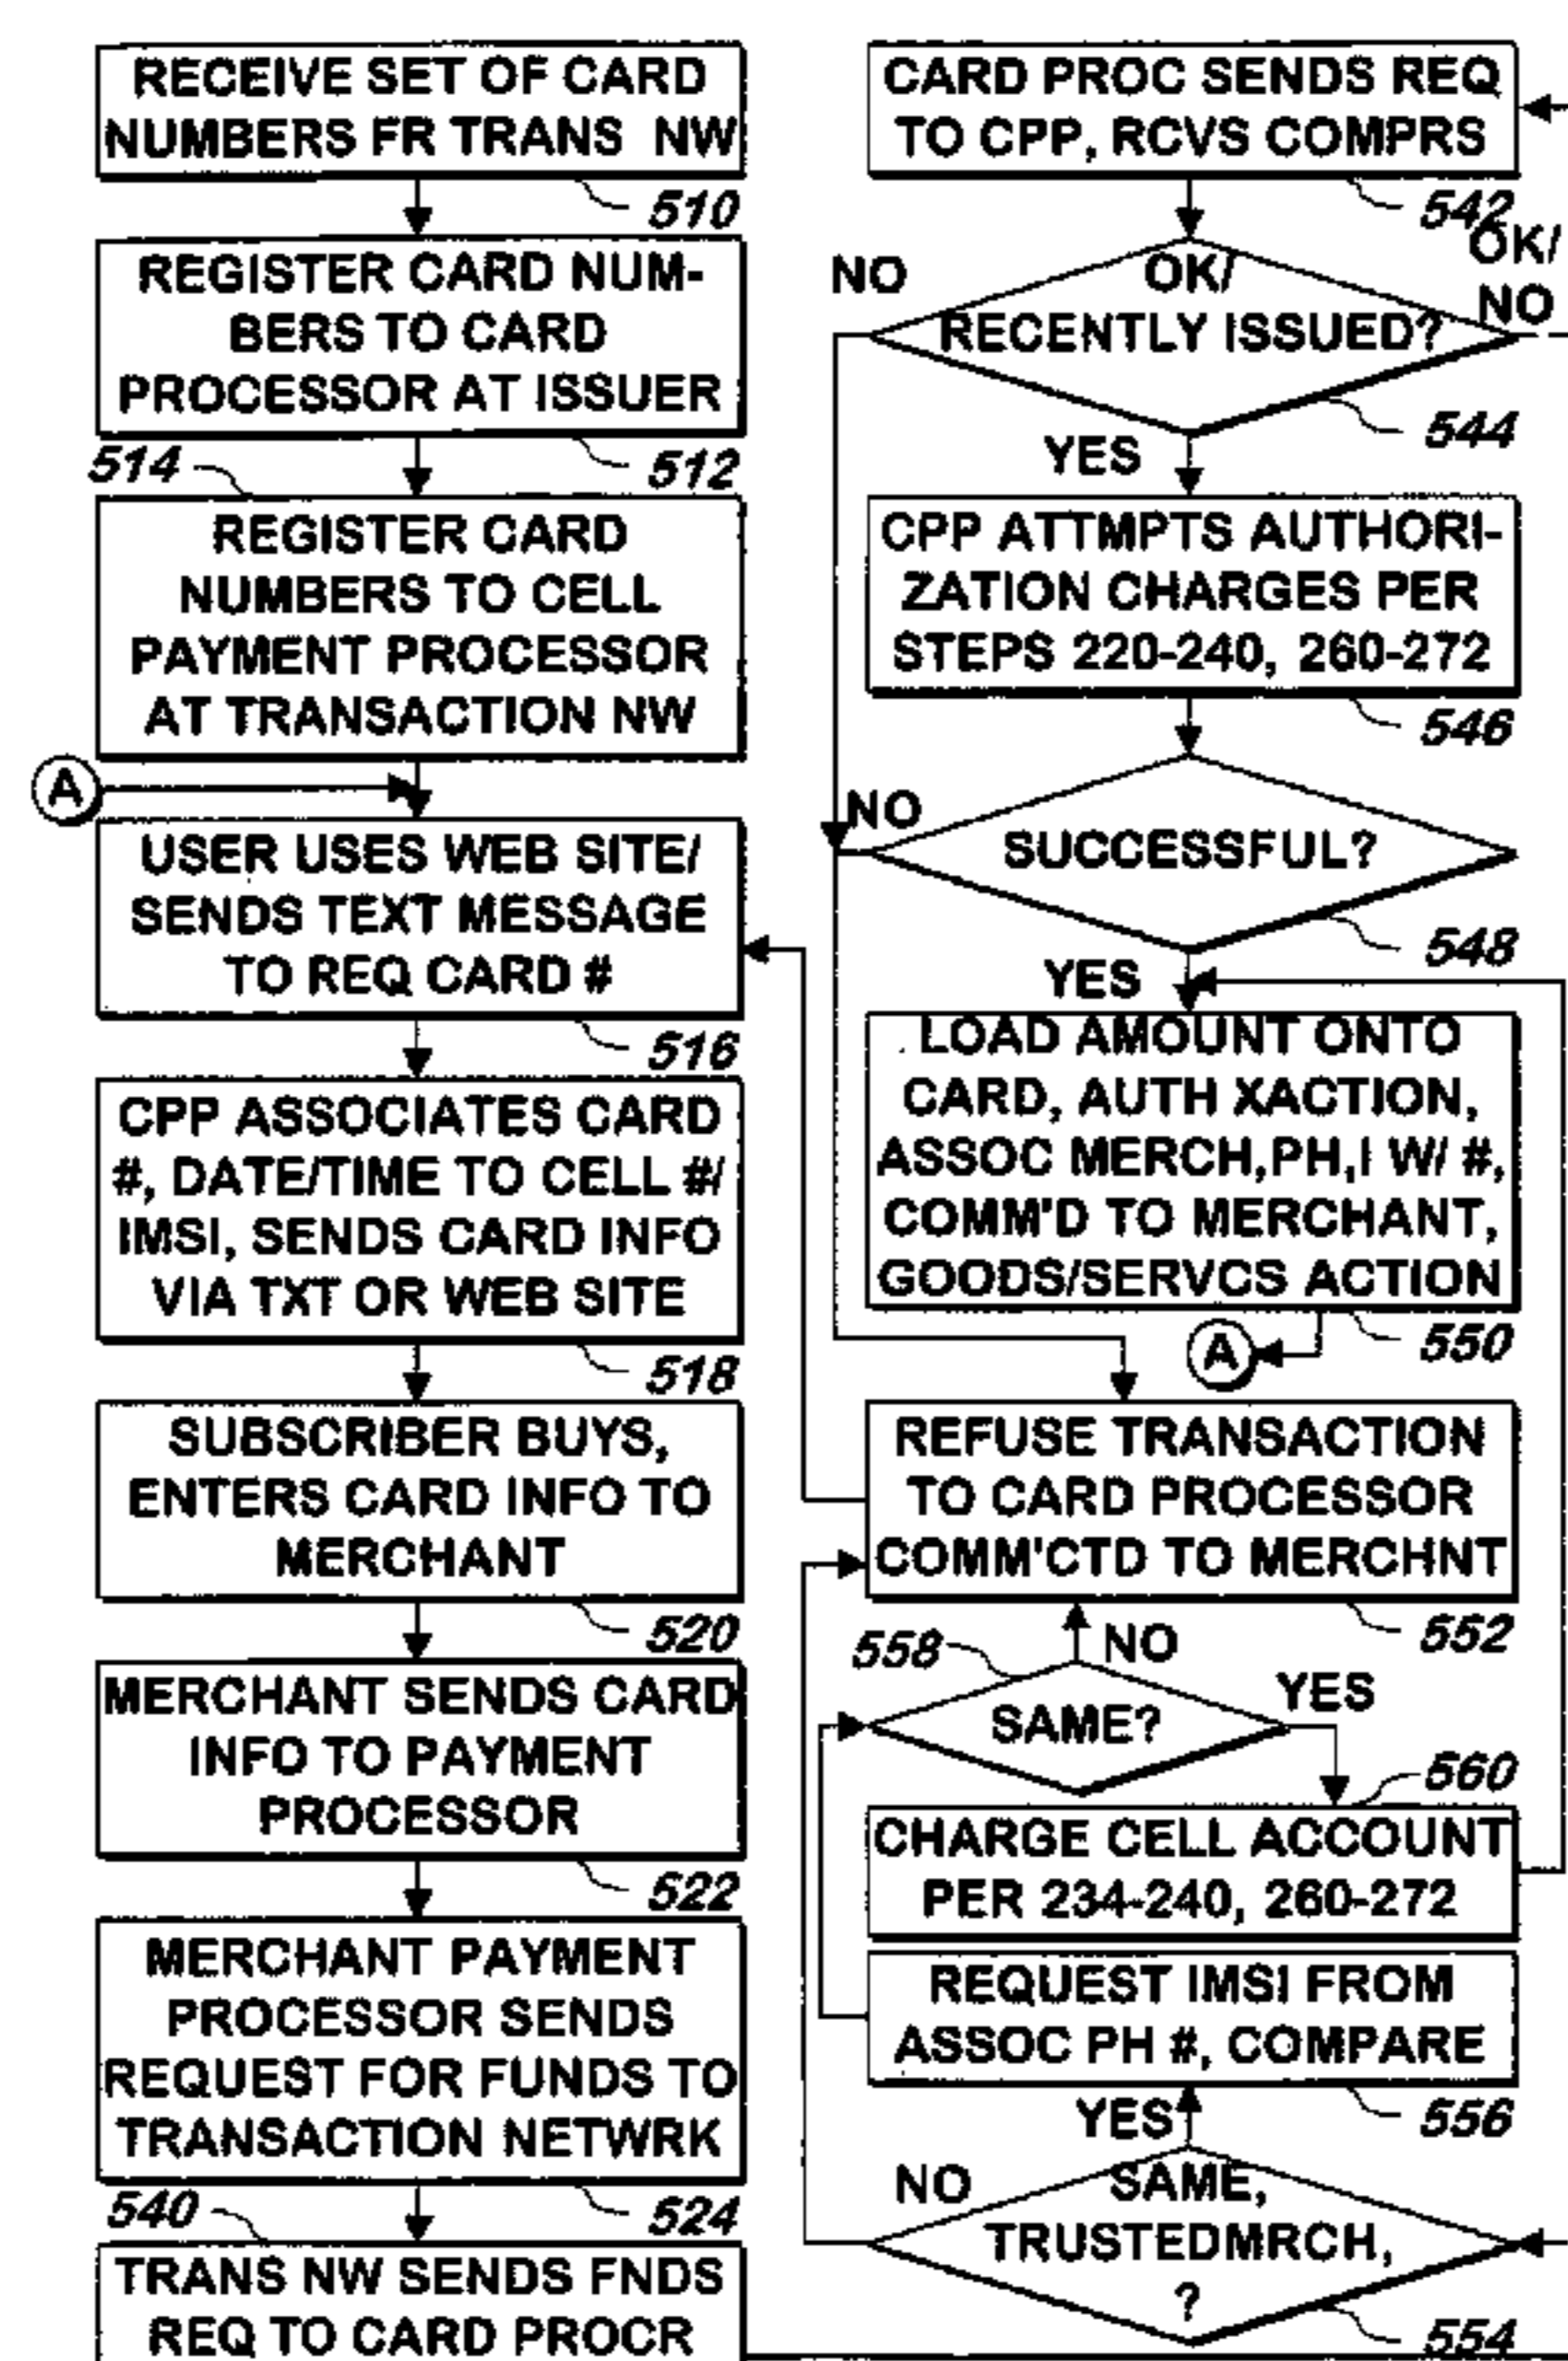 RECEIVE SET OF CARD
NUMBERS FR TRANS NW
510
REGISTER CARD NUM-
BERS TO CARD
PROCESSOR AT ISSUER
512
514
REGISTER CARD
NUMBERS TO CELL
PAYMENT PROCESSOR
AT TRANSACTION NW
A
USER USES WEB SITE/
SENDS TEXT MESSAGE
TO REQ CARD #
516
CPP ASSOCIATES CARD
#, DATE/TIME TO CELL #/
IMSI, SENDS CARD INFO
VIA TXT OR WEB SITE
518
SUBSCRIBER BUYS,
ENTERS CARD INFO TO
MERCHANT
520
MERCHANT SENDS CARD
INFO TO PAYMENT
PROCESSOR
522
MERCHANT PAYMENT
PROCESSOR SENDS
REQUEST FOR FUNDS TO
TRANSACTION NETWRK
524
540
TRANS NW SENDS FNDS
REQ TO CARD PROCR
CARD PROC SENDS REQ
TO CPP, RCVS COMPRS
542
NO
OK/
RECENTLY ISSUED?
OK/
NO
544
YES
CPP ATTMPTS AUTHORI-
ZATION CHARGES PER
STEPS 220-240, 260-272
546
NO
SUCCESSFUL?
548
YES
LOAD AMOUNT ONTO
CARD, AUTH XACTION,
ASSOC MERCH,PH,I W/ #,
COMM'D TO MERCHANT,
GOODS/SERVCS ACTION
550
A
REFUSE TRANSACTION
TO CARD PROCESSOR
COMM'CTD TO MERCHNT
552
558
NO
SAME?
YES
560
CHARGE CELL ACCOUNT
PER 234-240, 260-272
REQUEST IMSI FROM
ASSOC PH #, COMPARE
556
YES
NO
SAME,
TRUSTEDMRCH,
?
554